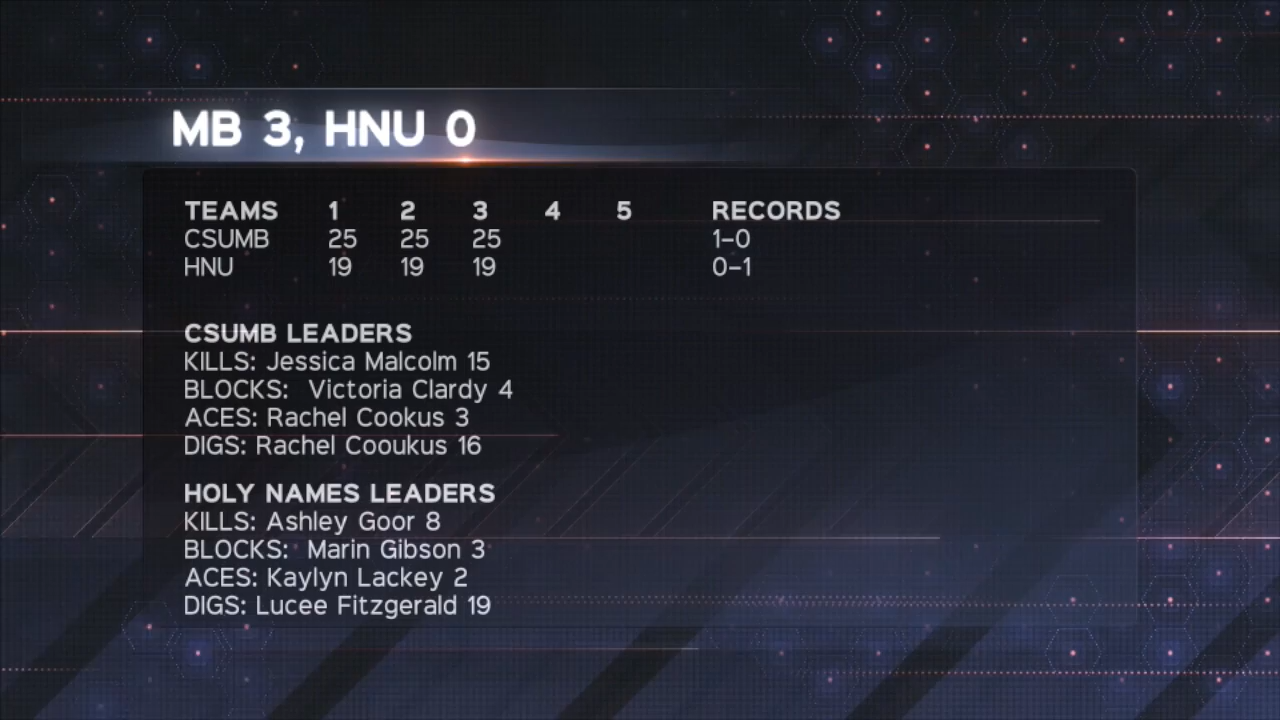 MB 3, HNU 0
TEAMS 1 2 3 4 5 RECORDS
CSUMB 25 25 25 1-0
HNU 19 19 19 0-1
CSUMB LEADERS
KILLS: Jessica Malcolm 15
BLOCKS: Victoria Clardy 4
ACES: Rachel Cookus 3
DIGS: Rachel Cooukus 16
HOLY NAMES LEADERS
KILLS: Ashley Goor 8
BLOCKS: Marin Gibson 3
ACES: Kaylyn Lackey 2
DIGS: Lucee Fitzgerald 19